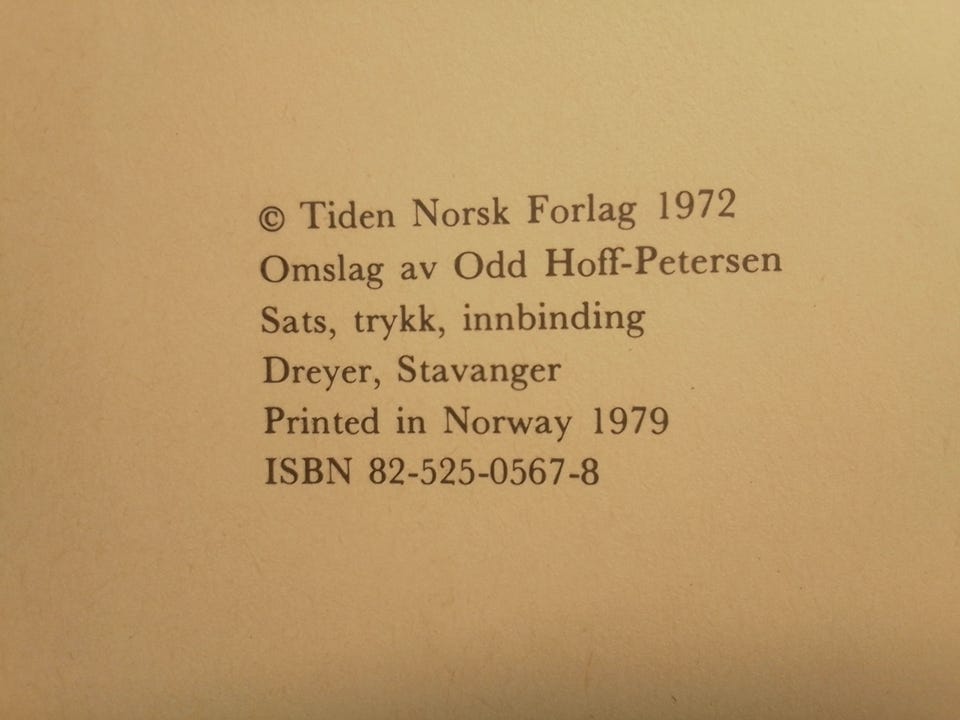 © Tiden Norsk Forlag 1972
Omslag av Odd Hoff-Petersen
Sats, trykk, innbinding
Dreyer, Stavanger
Printed in Norway 1979
ISBN 82-525-0567-8